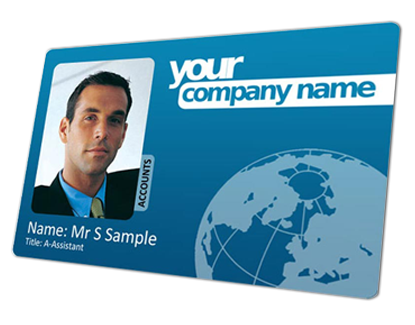 your
company name
ACCOUNTS
Name: Mr S Sample
Title: A-Assistant